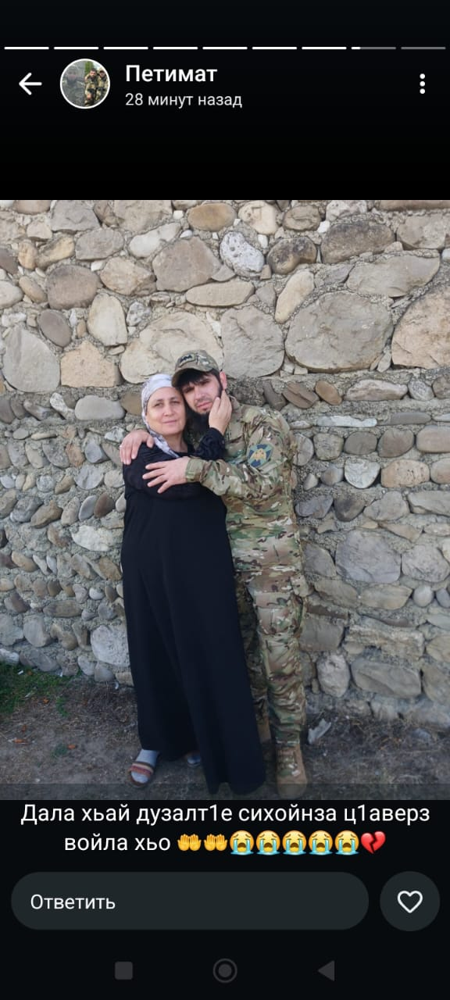 Петимат
28 минут назад
Дала хьай дузалт1е сихойнза ц1аверз
войла хьо 🤲🤲😭😭😭😭😭💔
Ответить